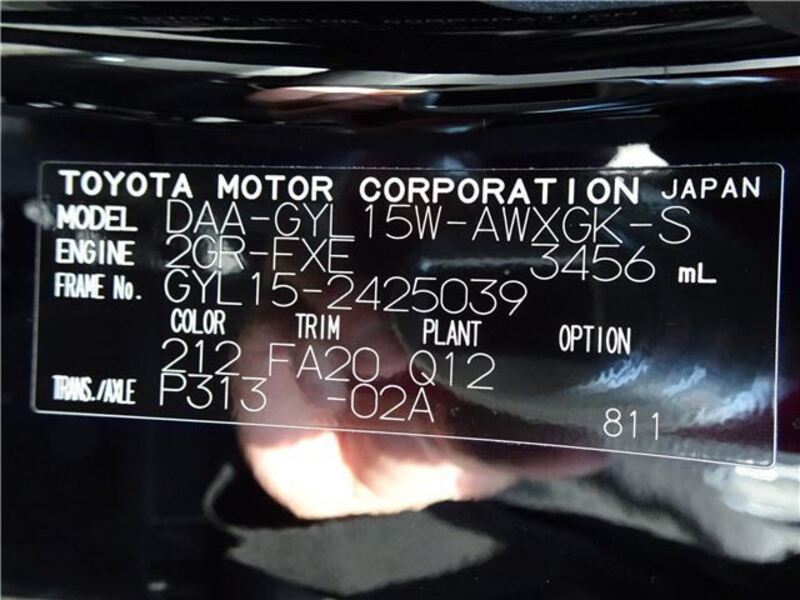 TOYOTA MOTOR CORPORATION JAPAN
MODEL DAA-GYL15W-AWXGK-S
ENGINE 2GR-FXE 3456 mL
FRAME No. GYL15-2425039
COLOR TRIM PLANT OPTION
212 FA20 Q12
TRANS./AXLE P313 -02A
811